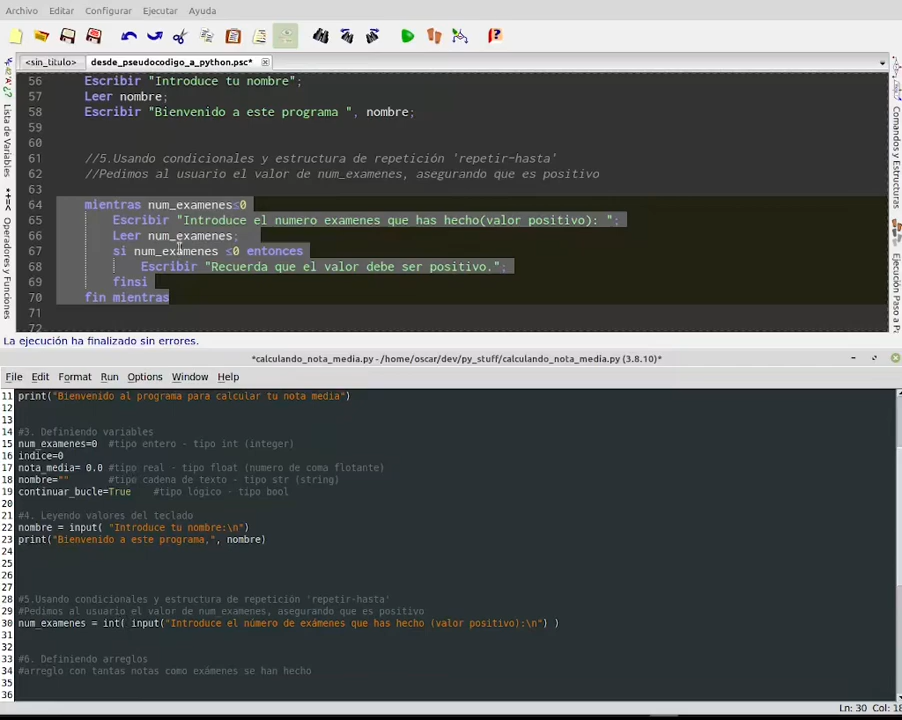 Archivo Editar Configurar Ejecutar Ayuda
<sin_titulo> desde_pseudocodigo_a_python.psc*
56 Escribir "Introduce tu nombre";
57 Leer nombre;
58 Escribir "Bienvenido a este programa ", nombre;
59
60
61 //5.Usando condicionales y estructura de repetición 'repetir-hasta'
62 //Pedimos al usuario el valor de num_examenes, asegurando que es positivo
63
64 mientras num_examenes≤0
65 Escribir "Introduce el numero examenes que has hecho(valor positivo): ";
66 Leer num_examenes;
67 si num_examenes ≤0 entonces
68 Escribir "Recuerda que el valor debe ser positivo.";
69 finsi
70 fin mientras
71
72
Lista de Variables
Operadores y Funciones
Comandos y Estructuras
Ejecución Paso a P
La ejecución ha finalizado sin errores.
*calculando_nota_media.py - /home/oscar/dev/py_stuff/calculando_nota_media.py (3.8.10)*
File Edit Format Run Options Window Help
11 print("Bienvenido al programa para calcular tu nota media")
12
13
14 #3. Definiendo variables
15 num_examenes=0 #tipo entero - tipo int (integer)
16 indice=0
17 nota_media= 0.0 #tipo real - tipo float (numero de coma flotante)
18 nombre="" #tipo cadena de texto - tipo str (string)
19 continuar_bucle=True #tipo lógico - tipo bool
20
21 #4. Leyendo valores del teclado
22 nombre = input( "Introduce tu nombre:\n")
23 print("Bienvenido a este programa,", nombre)
24
25
26
27
28 #5.Usando condicionales y estructura de repetición 'repetir-hasta'
29 #Pedimos al usuario el valor de num_examenes, asegurando que es positivo
30 num_examenes = int( input("Introduce el número de exámenes que has hecho (valor positivo):\n") )
31
32
33 #6. Definiendo arreglos
34 #arreglo con tantas notas como exámenes se han hecho
35
36
Ln: 30 Col: 18